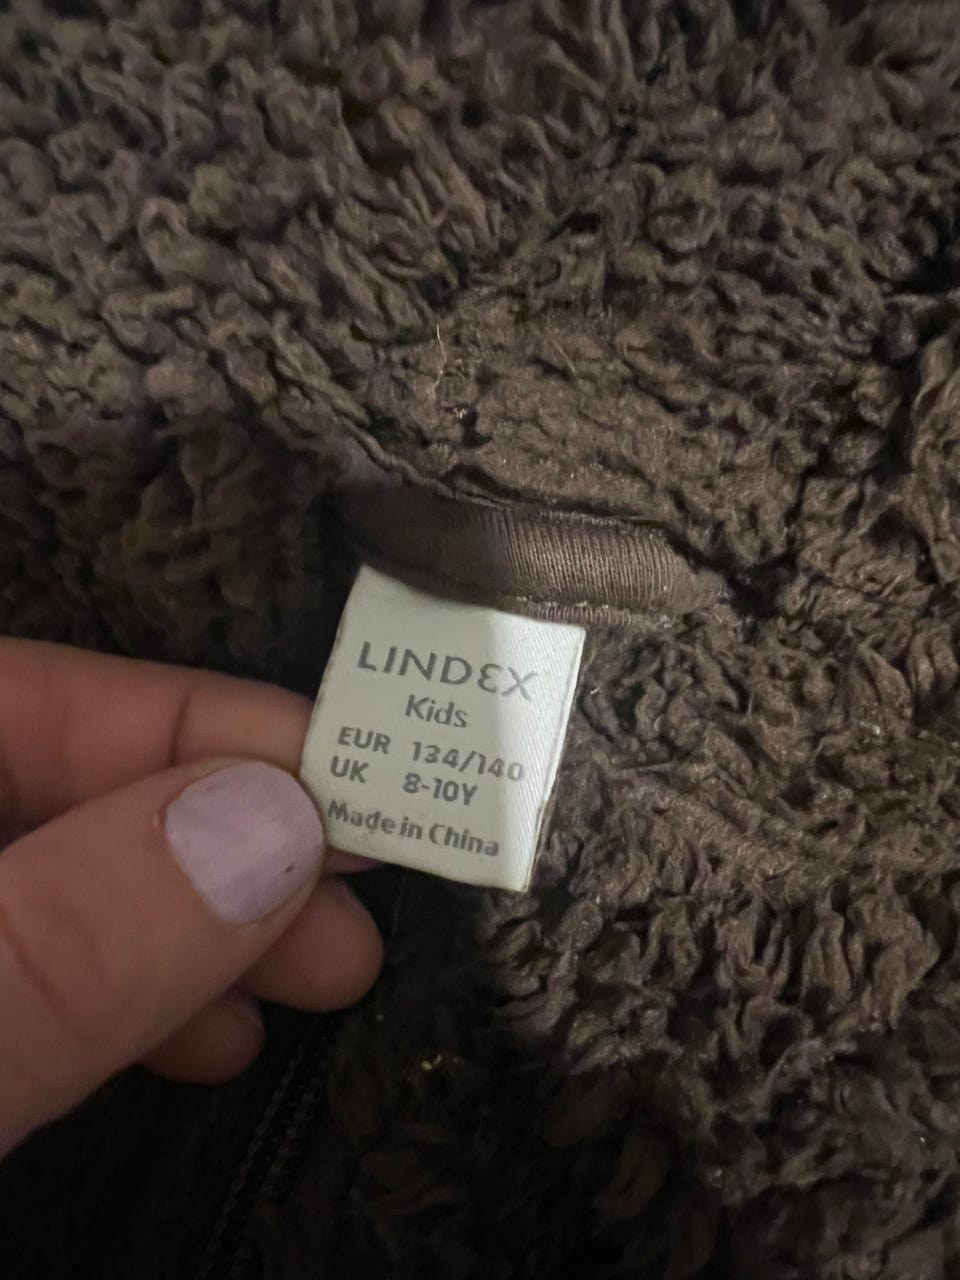 LINDEX
Kids
EUR 134/140
UK 8-10Y
Made in China